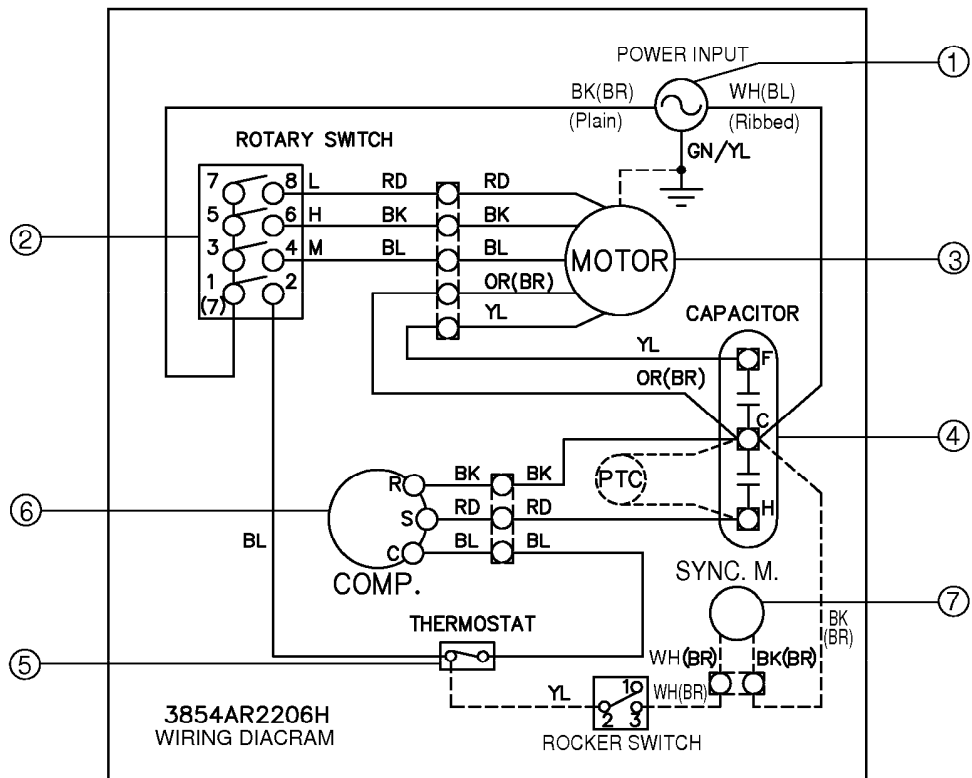 POWER INPUT
1
BK(BR)
WH(BL)
(Plain)
(Ribbed)
GN/YL
ROTARY SWITCH
7 8 L RD RD
5 6 H BK BK
2
3 4 M BL BL
MOTOR
3
1 2
(7)
OR(BR)
YL
CAPACITOR
YL
F
OR(BR)
C
4
PTC
R BK BK
6
S RD RD
H
C BL BL
BL
COMP.
SYNC. M.
7
BK
(BR)
THERMOSTAT
5
WH(BR)
BK(BR)
YL
1
WH(BR)
2 3
ROCKER SWITCH
3854AR2206H
WIRING DIACRAM